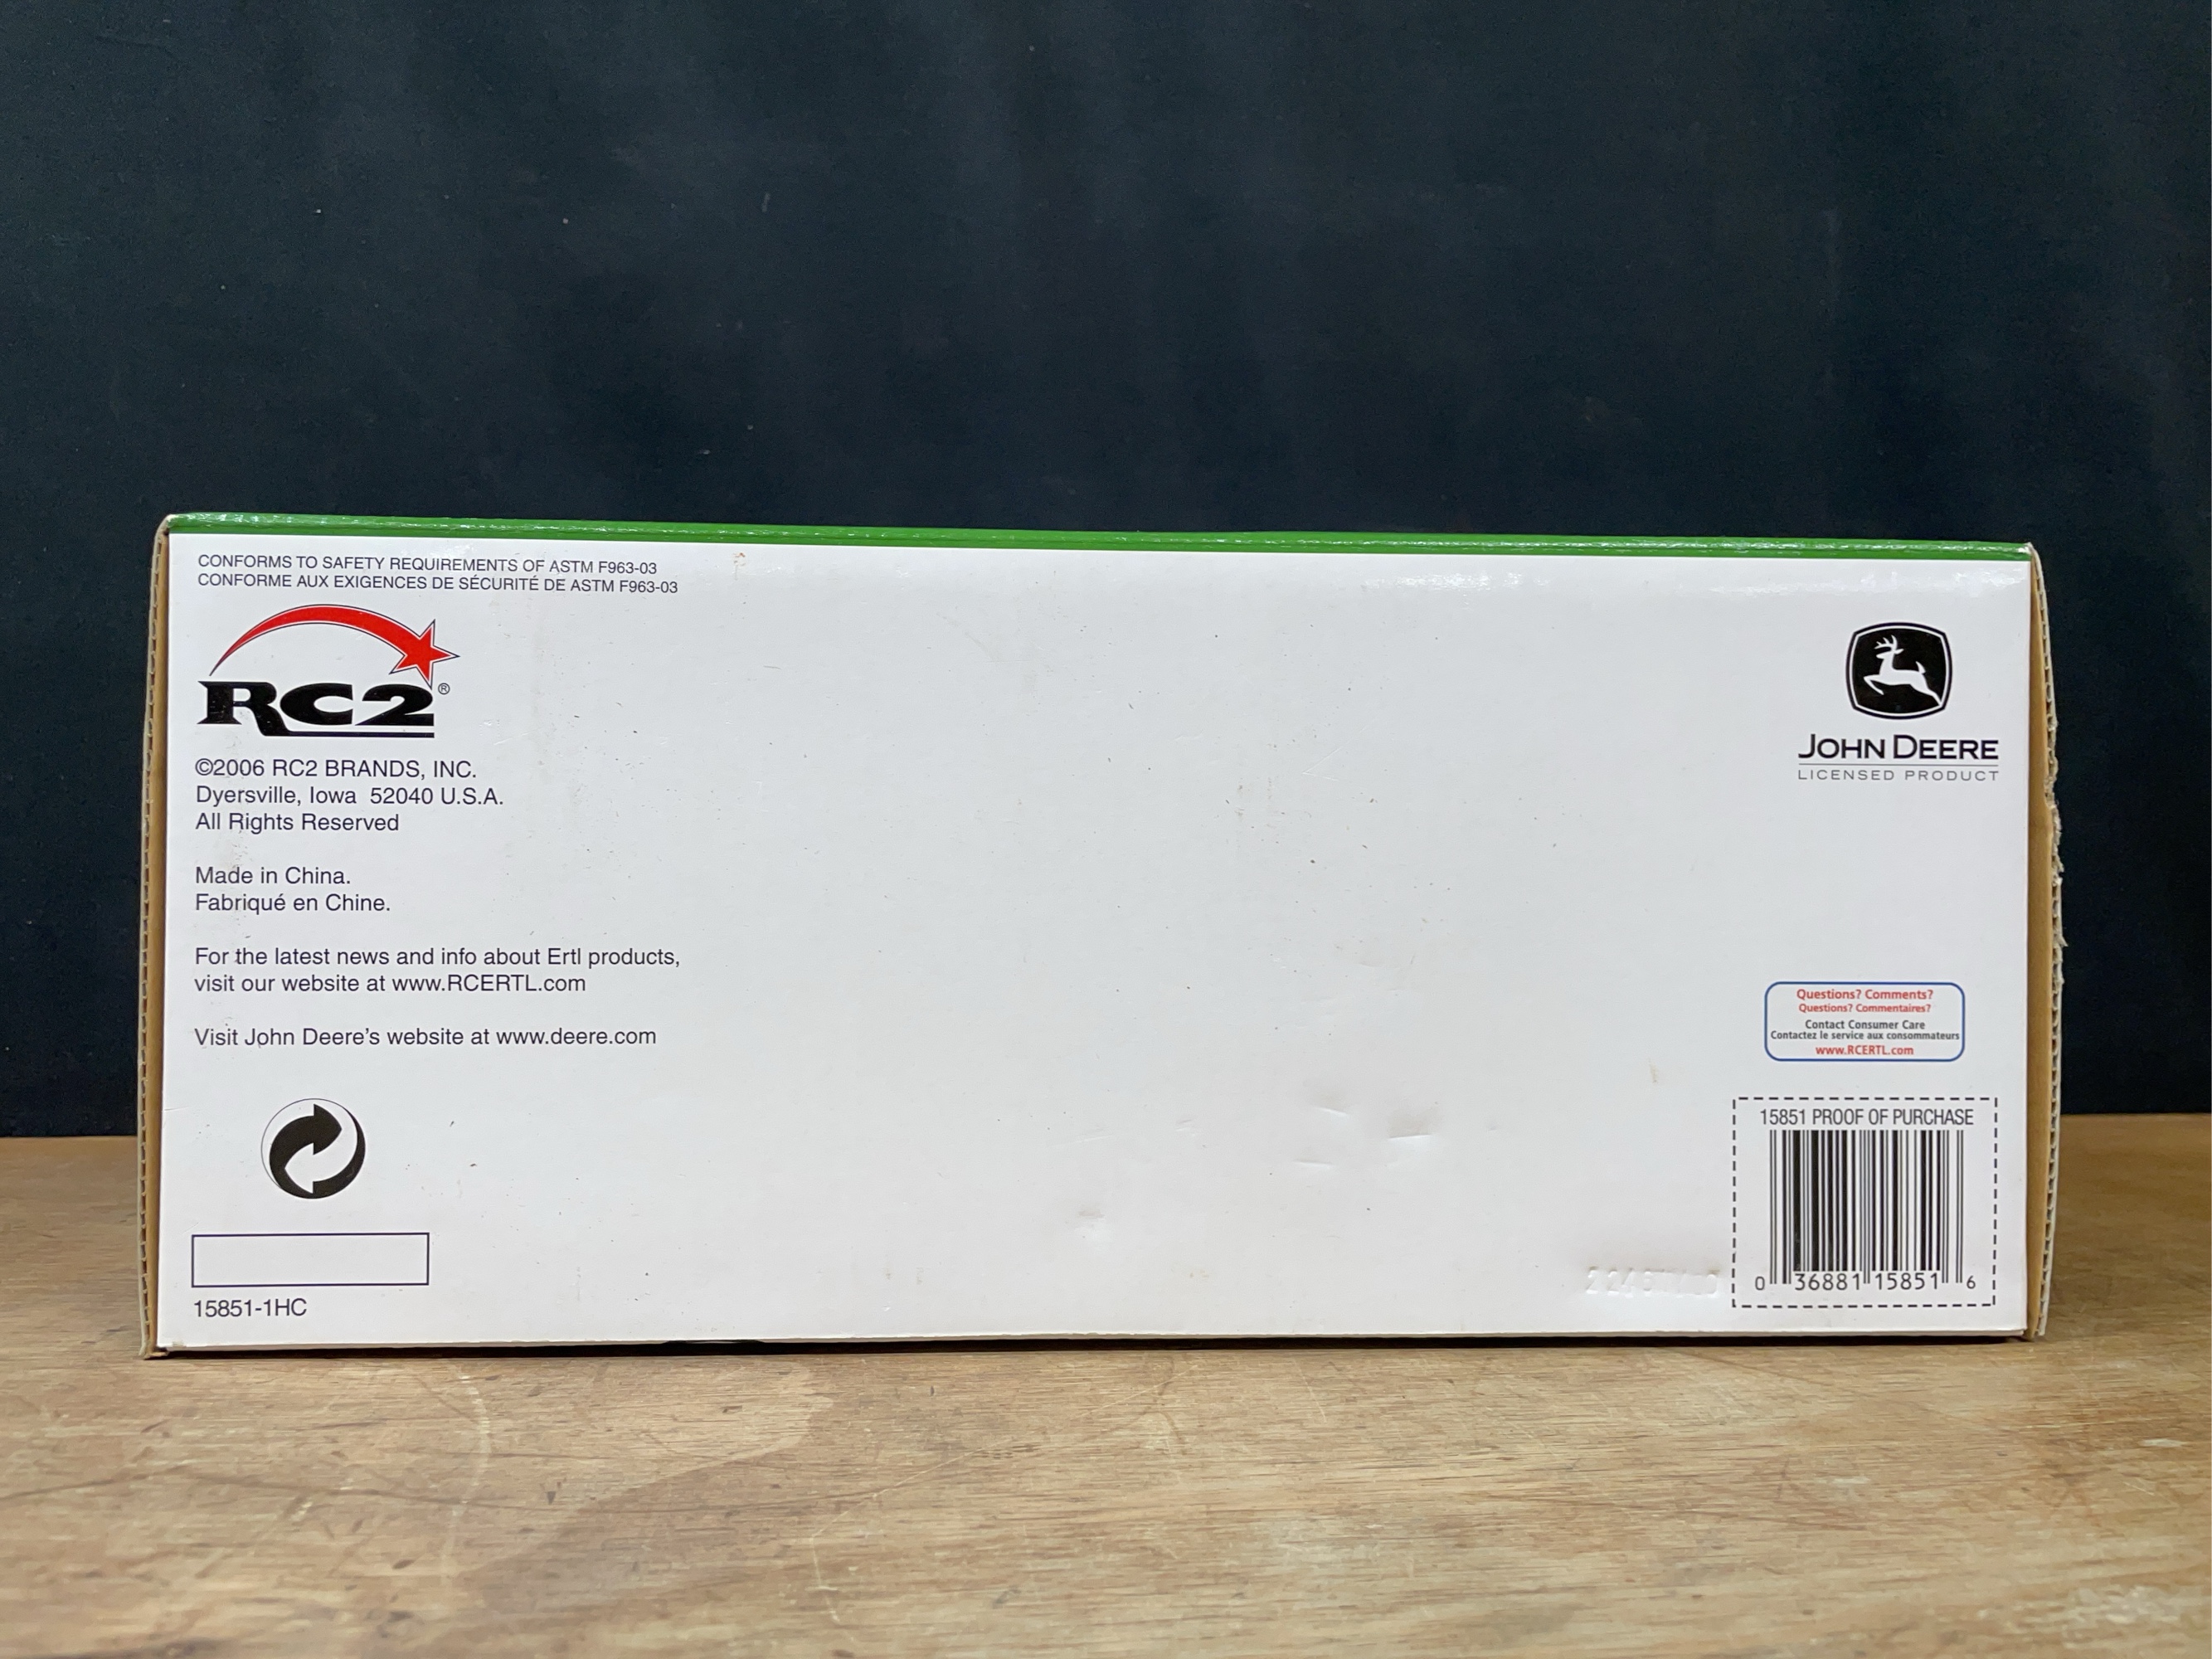 CONFORMS TO SAFETY REQUIREMENTS OF ASTM F963-03
CONFORME AUX EXIGENCES DE SÉCURITÉ DE ASTM F963-03
RC2®
©2006 RC2 BRANDS, INC.
Dyersville, Iowa 52040 U.S.A.
All Rights Reserved
Made in China.
Fabriqué en Chine.
For the latest news and info about Ertl products,
visit our website at www.RCERTL.com
Visit John Deere's website at www.deere.com
15851-1HC
JOHN DEERE
LICENSED PRODUCT
Questions? Comments?
Questions? Commentaires?
Contact Consumer Care
Contactez le service aux consommateurs
www.RCERTL.com
15851 PROOF OF PURCHASE
0 36881 15851 6